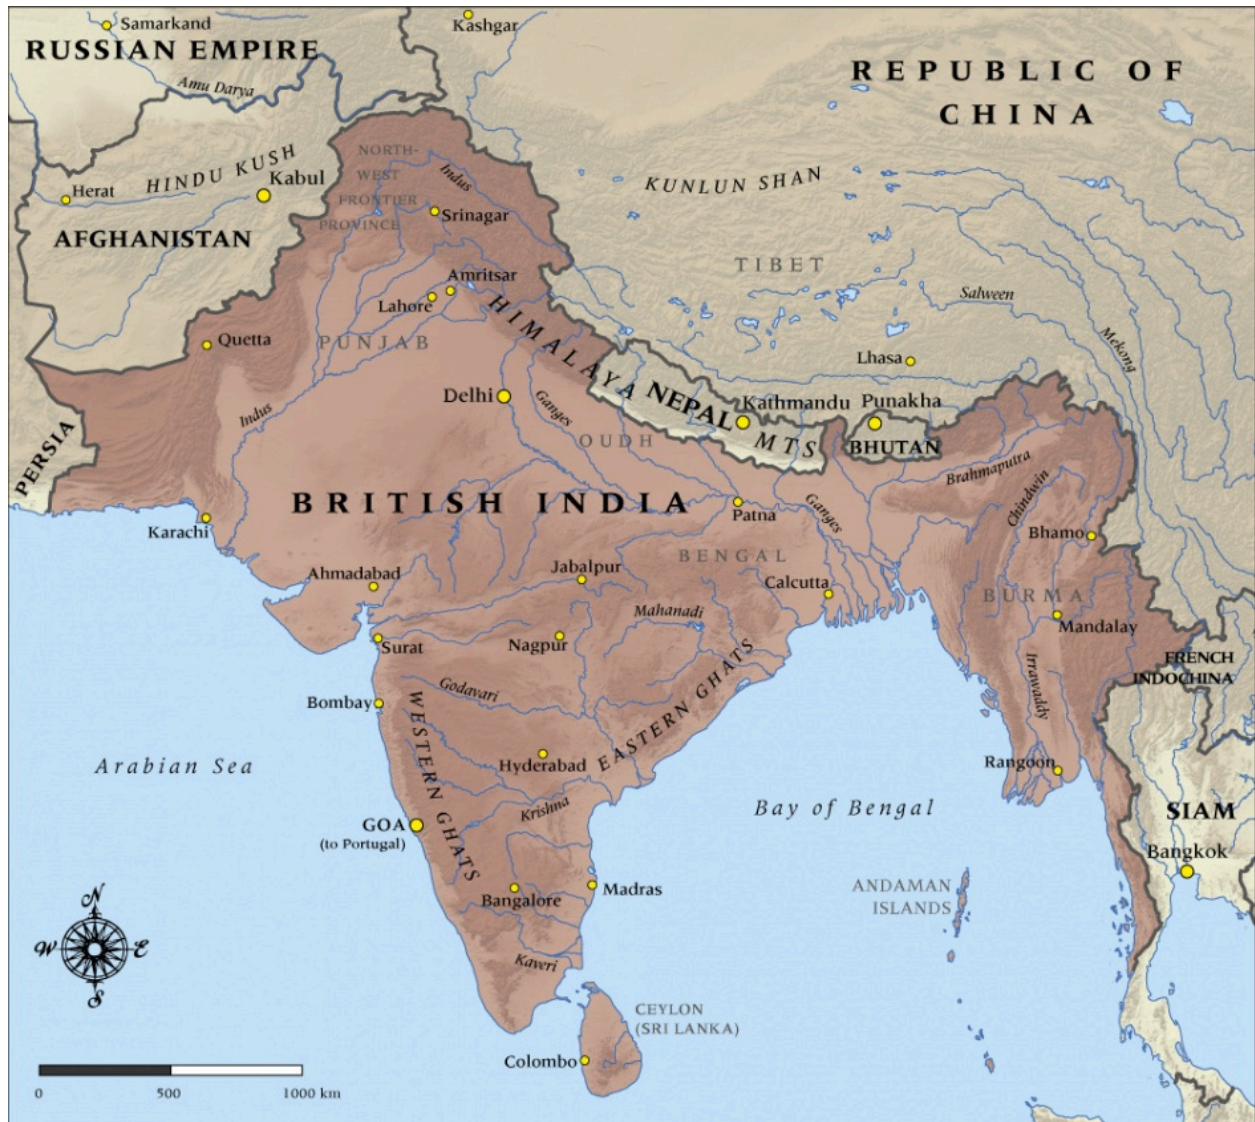 Samarkand
Kashgar
RUSSIAN EMPIRE
Amu Darya
REPUBLIC OF
CHINA
HINDU KUSH
Herat
Kabul
AFGHANISTAN
NORTH-
WEST
FRONTIER
PROVINCE
Indus
Srinagar
KUNLUN SHAN
TIBET
Salween
Mekong
Amritsar
Lahore
PUNJAB
Quetta
HIMALAYA
MTS
Lhasa
Delhi
Indus
Ganges
OUDH
NEPAL
Kathmandu
Punakha
BHUTAN
PERSIA
Brahmaputra
Chindwin
BRITISH INDIA
Karachi
Patna
Ganges
Bhamo
BENGAL
Ahmadabad
Jabalpur
Calcutta
BURMA
Mahanadi
Mandalay
Surat
Nagpur
FRENCH
INDOCHINA
Irrawaddy
Godavari
Bombay
WESTERN GHATS
EASTERN GHATS
Arabian Sea
Hyderabad
Rangoon
Krishna
Bay of Bengal
SIAM
GOA
(to Portugal)
Bangkok
Madras
Bangalore
ANDAMAN
ISLANDS
N
W
E
S
Kaveri
CEYLON
(SRI LANKA)
Colombo
0 500 1000 km